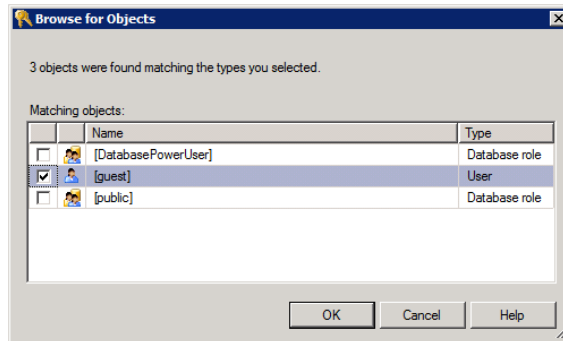 Browse for Objects
3 objects were found matching the types you selected.
Matching objects:
Name Type
[DatabasePowerUser] Database role
[guest] User
[public] Database role
OK Cancel Help